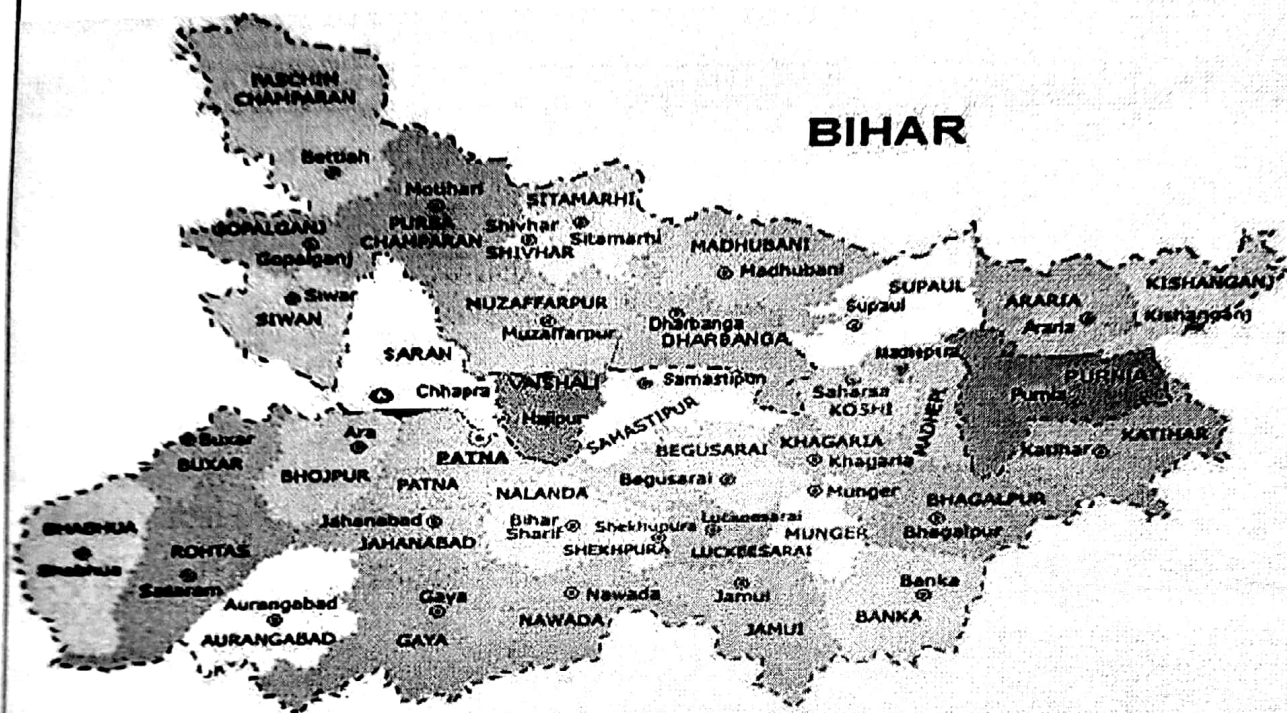 BIHAR
PASCHIM
CHAMPARAN
Bettiah
Motihari
PURBA
CHAMPARAN
SITAMARHI
Shivhar
Sitamarhi
SHIVHAR
GOPALGANJ
Gopalganj
MADHUBANI
Madhubani
Siwan
SIWAN
SUPAUL
Supaul
KISHANGANJ
Kishanganj
ARARIA
Araria
MUZAFFARPUR
Muzaffarpur
Dharbanga
DHARBANGA
SARAN
Chhapra
VAISHALI
Hajipur
Samastipur
SAMASTIPUR
Saharsa
KOSHI
PURNIA
Purnia
Buxar
BUXAR
Ara
BHOJPUR
PATNA
PATNA
BEGUSARAI
Begusarai
KHAGARIA
Khagaria
KATIHAR
Katihar
NALANDA
Bihar
Sharif
Munger
MUNGER
BHAGALPUR
Bhagalpur
BHABHUA
Bhabhua
ROHTAS
Sasaram
Jahanabad
JAHANABAD
Shekhupura
SHEKHPURA
LUCKEESARAI
Aurangabad
AURANGABAD
Gaya
GAYA
Nawada
NAWADA
Jamui
JAMUI
Banka
BANKA